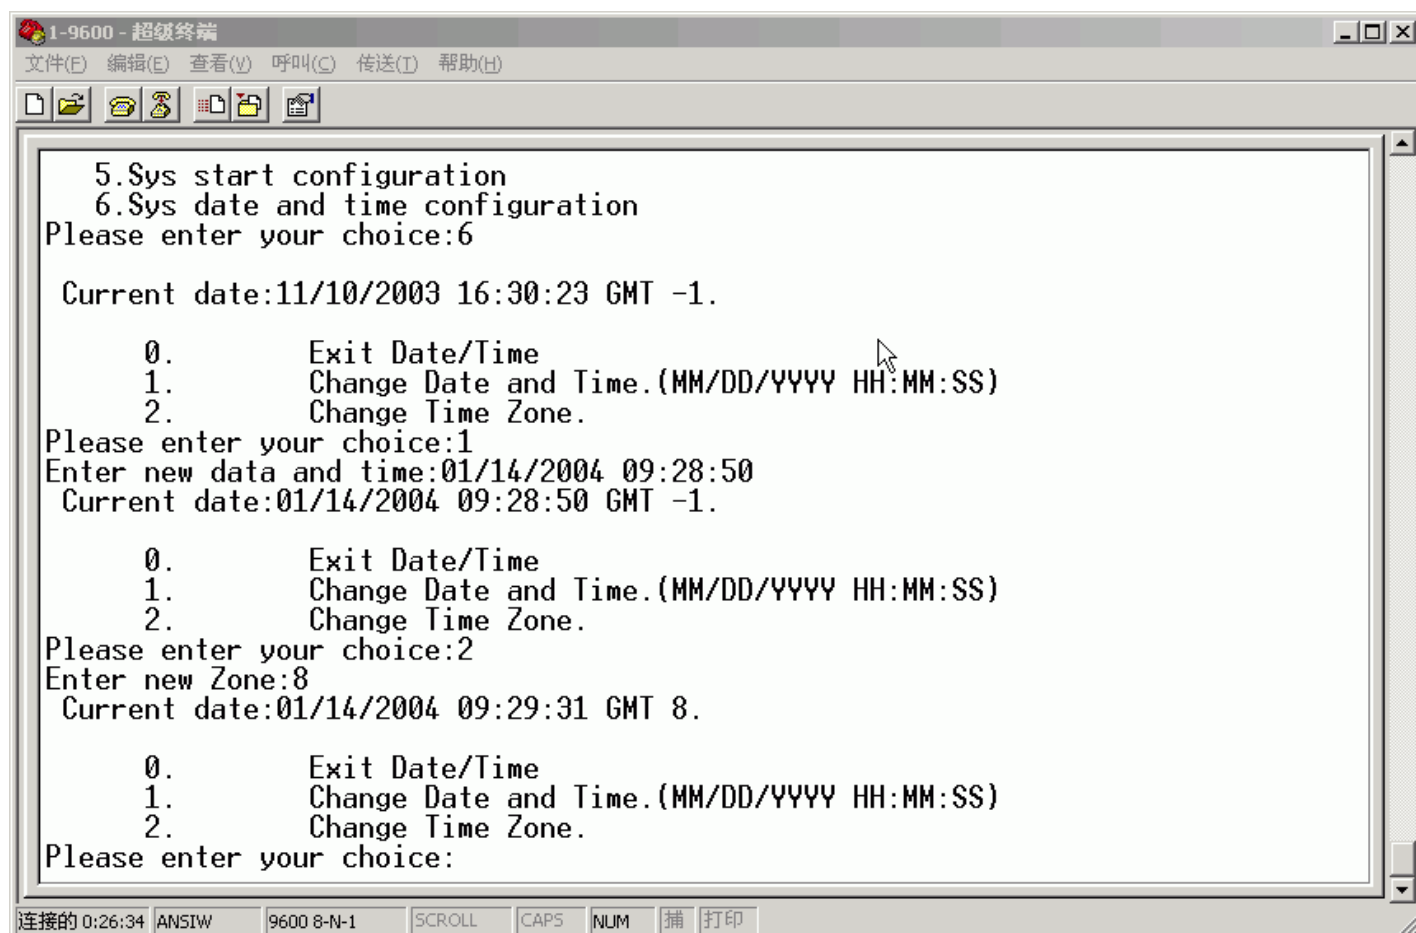 1-9600 - 超级终端
文件(F) 编辑(E) 查看(V) 呼叫(C) 传送(T) 帮助(H)
5.Sys start configuration
6.Sys date and time configuration
Please enter your choice:6
Current date:11/10/2003 16:30:23 GMT -1.
0. Exit Date/Time
1. Change Date and Time.(MM/DD/YYYY HH:MM:SS)
2. Change Time Zone.
Please enter your choice:1
Enter new data and time:01/14/2004 09:28:50
Current date:01/14/2004 09:28:50 GMT -1.
0. Exit Date/Time
1. Change Date and Time.(MM/DD/YYYY HH:MM:SS)
2. Change Time Zone.
Please enter your choice:2
Enter new Zone:8
Current date:01/14/2004 09:29:31 GMT 8.
0. Exit Date/Time
1. Change Date and Time.(MM/DD/YYYY HH:MM:SS)
2. Change Time Zone.
Please enter your choice:
连接的 0:26:34 ANSIW 9600 8-N-1 SCROLL CAPS NUM 捕 打印